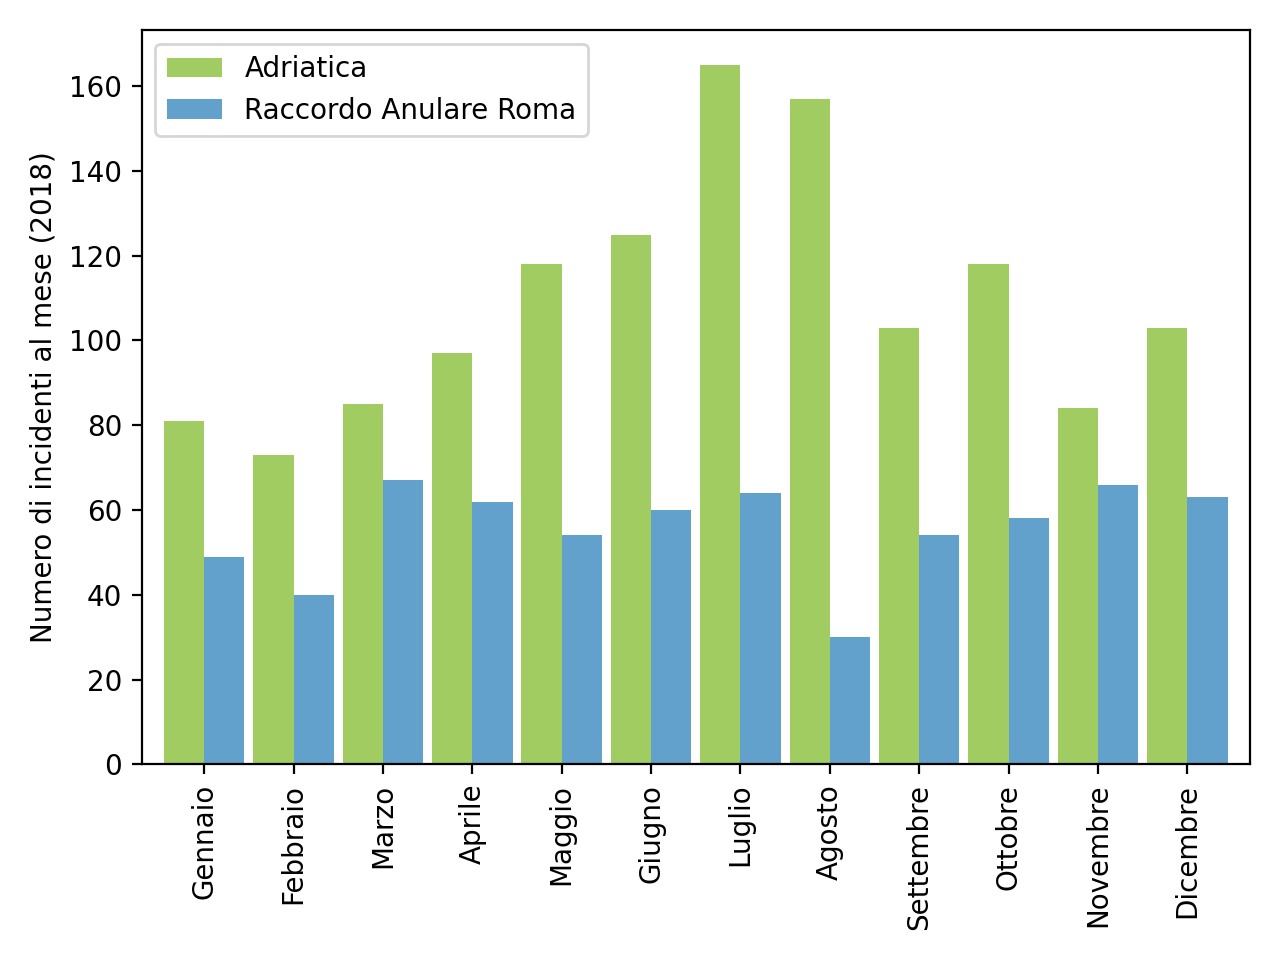 Adriatica
Raccordo Anulare Roma
Numero di incidenti al mese (2018)
160
140
120
100
80
60
40
20
0
Gennaio
Febbraio
Marzo
Aprile
Maggio
Giugno
Luglio
Agosto
Settembre
Ottobre
Novembre
Dicembre